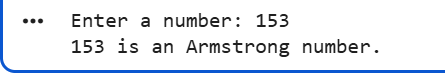 Enter a number: 153
153 is an Armstrong number.